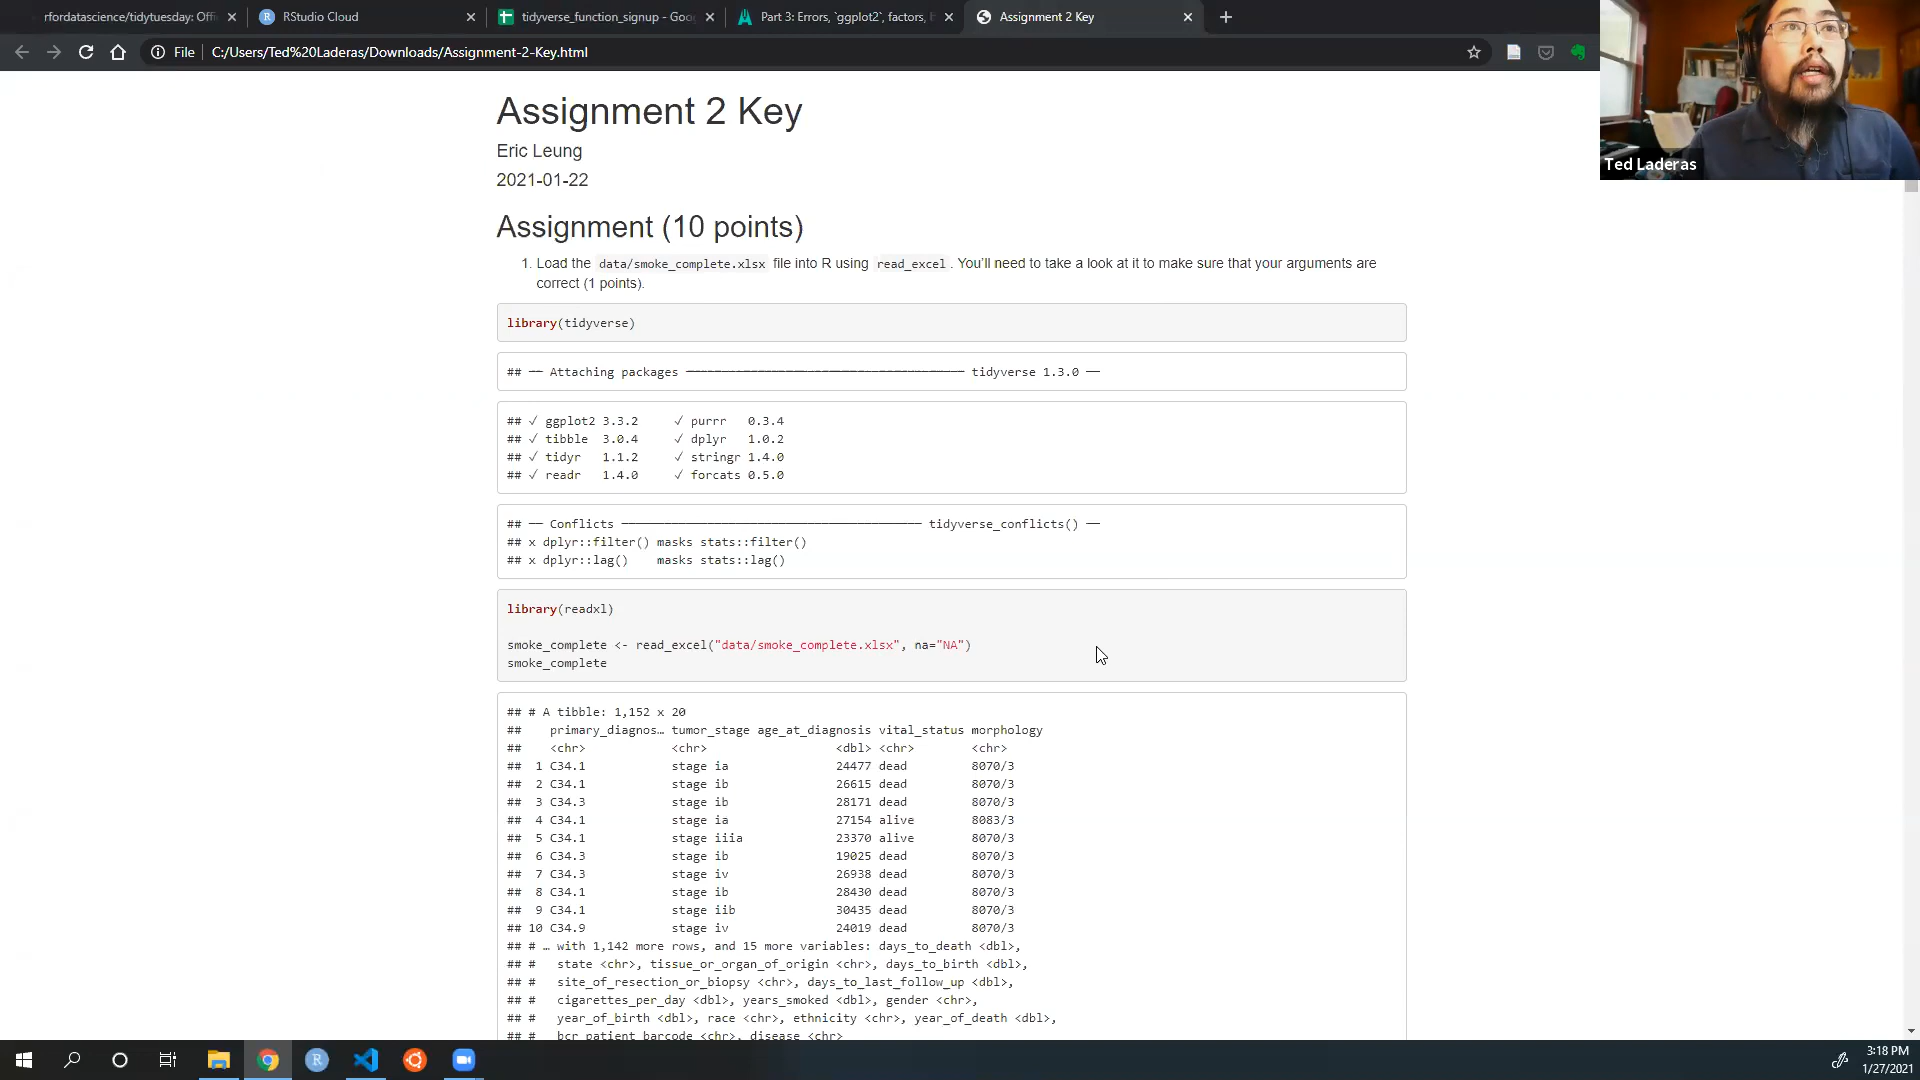 rfordatascience/tidytuesday: Offi
RStudio Cloud
tidyverse_function_signup - Goo
Part 3: Errors, `ggplot2`, factors,
Assignment 2 Key
File
C:/Users/Ted%20Laderas/Downloads/Assignment-2-Key.html
Ted Laderas
Assignment 2 Key
Eric Leung
2021-01-22
Assignment (10 points)
1. Load the data/smoke_complete.xlsx file into R using read_excel . You'll need to take a look at it to make sure that your arguments are
correct (1 points).
library(tidyverse)
## ── Attaching packages ─────────────────────────────────────── tidyverse 1.3.0 ──
## ✓ ggplot2 3.3.2     ✓ purrr   0.3.4
## ✓ tibble  3.0.4     ✓ dplyr   1.0.2
## ✓ tidyr   1.1.2     ✓ stringr 1.4.0
## ✓ readr   1.4.0     ✓ forcats 0.5.0
## ── Conflicts ────────────────────────────────────────── tidyverse_conflicts() ──
## x dplyr::filter() masks stats::filter()
## x dplyr::lag()    masks stats::lag()
library(readxl)
smoke_complete <- read_excel("data/smoke_complete.xlsx", na="NA")
smoke_complete
## # A tibble: 1,152 x 20
##    primary_diagnos… tumor_stage age_at_diagnosis vital_status morphology
##    <chr>            <chr>                  <dbl> <chr>        <chr>
##  1 C34.1            stage ia               24477 dead         8070/3
##  2 C34.1            stage ib               26615 dead         8070/3
##  3 C34.3            stage ib               28171 dead         8070/3
##  4 C34.1            stage ia               27154 alive        8083/3
##  5 C34.1            stage iiia             23370 alive        8070/3
##  6 C34.3            stage ib               19025 dead         8070/3
##  7 C34.3            stage iv               26938 dead         8070/3
##  8 C34.1            stage ib               28430 dead         8070/3
##  9 C34.1            stage iib              30435 dead         8070/3
## 10 C34.9            stage iv               24019 dead         8070/3
## # … with 1,142 more rows, and 15 more variables: days_to_death <dbl>,
## #   state <chr>, tissue_or_organ_of_origin <chr>, days_to_birth <dbl>,
## #   site_of_resection_or_biopsy <chr>, days_to_last_follow_up <dbl>,
## #   cigarettes_per_day <dbl>, years_smoked <dbl>, gender <chr>,
## #   year_of_birth <dbl>, race <chr>, ethnicity <chr>, year_of_death <dbl>,
## #   bcr_patient_barcode <chr>, disease <chr>
3:18 PM
1/27/2021